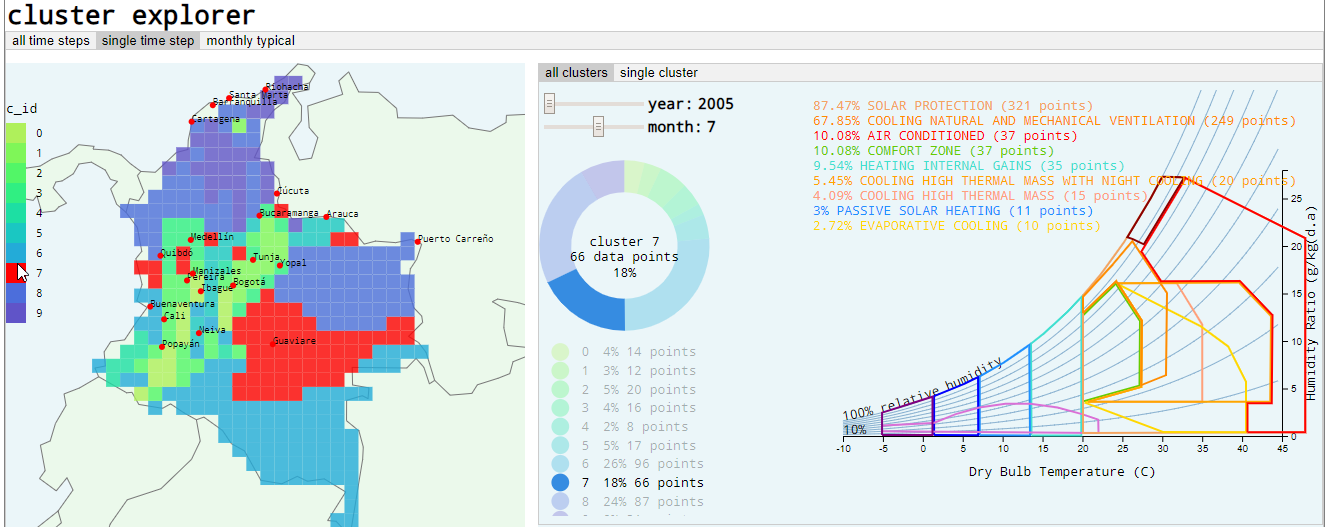 cluster explorer
all time steps single time step monthly typical
c_id
0
1
2
3
4
5
6
7
8
9
Riohacha
Santa Marta
Barranquilla
Cartagena
Cúcuta
Bucaramanga
Arauca
Medellín
Puerto Carreño
Quibdó
Tunja
Yopal
Manizales
Pereira
Bogotá
Ibagué
Buenaventura
Cali
Neiva
Guaviare
Popayán
all clusters single cluster
year: 2005
month: 7
cluster 7
66 data points
18%
0 4% 14 points
1 3% 12 points
2 5% 20 points
3 4% 16 points
4 2% 8 points
5 5% 17 points
6 26% 96 points
7 18% 66 points
8 24% 87 points
87.47% SOLAR PROTECTION (321 points)
67.85% COOLING NATURAL AND MECHANICAL VENTILATION (249 points)
10.08% AIR CONDITIONED (37 points)
10.08% COMFORT ZONE (37 points)
9.54% HEATING INTERNAL GAINS (35 points)
5.45% COOLING HIGH THERMAL MASS WITH NIGHT COOLING (20 points)
4.09% COOLING HIGH THERMAL MASS (15 points)
3% PASSIVE SOLAR HEATING (11 points)
2.72% EVAPORATIVE COOLING (10 points)
100% relative humidity
10%
25
20
15
10
5
0
Humidity Ratio (g/kg d.a)
-10 -5 0 5 10 15 20 25 30 35 40 45
Dry Bulb Temperature (C)